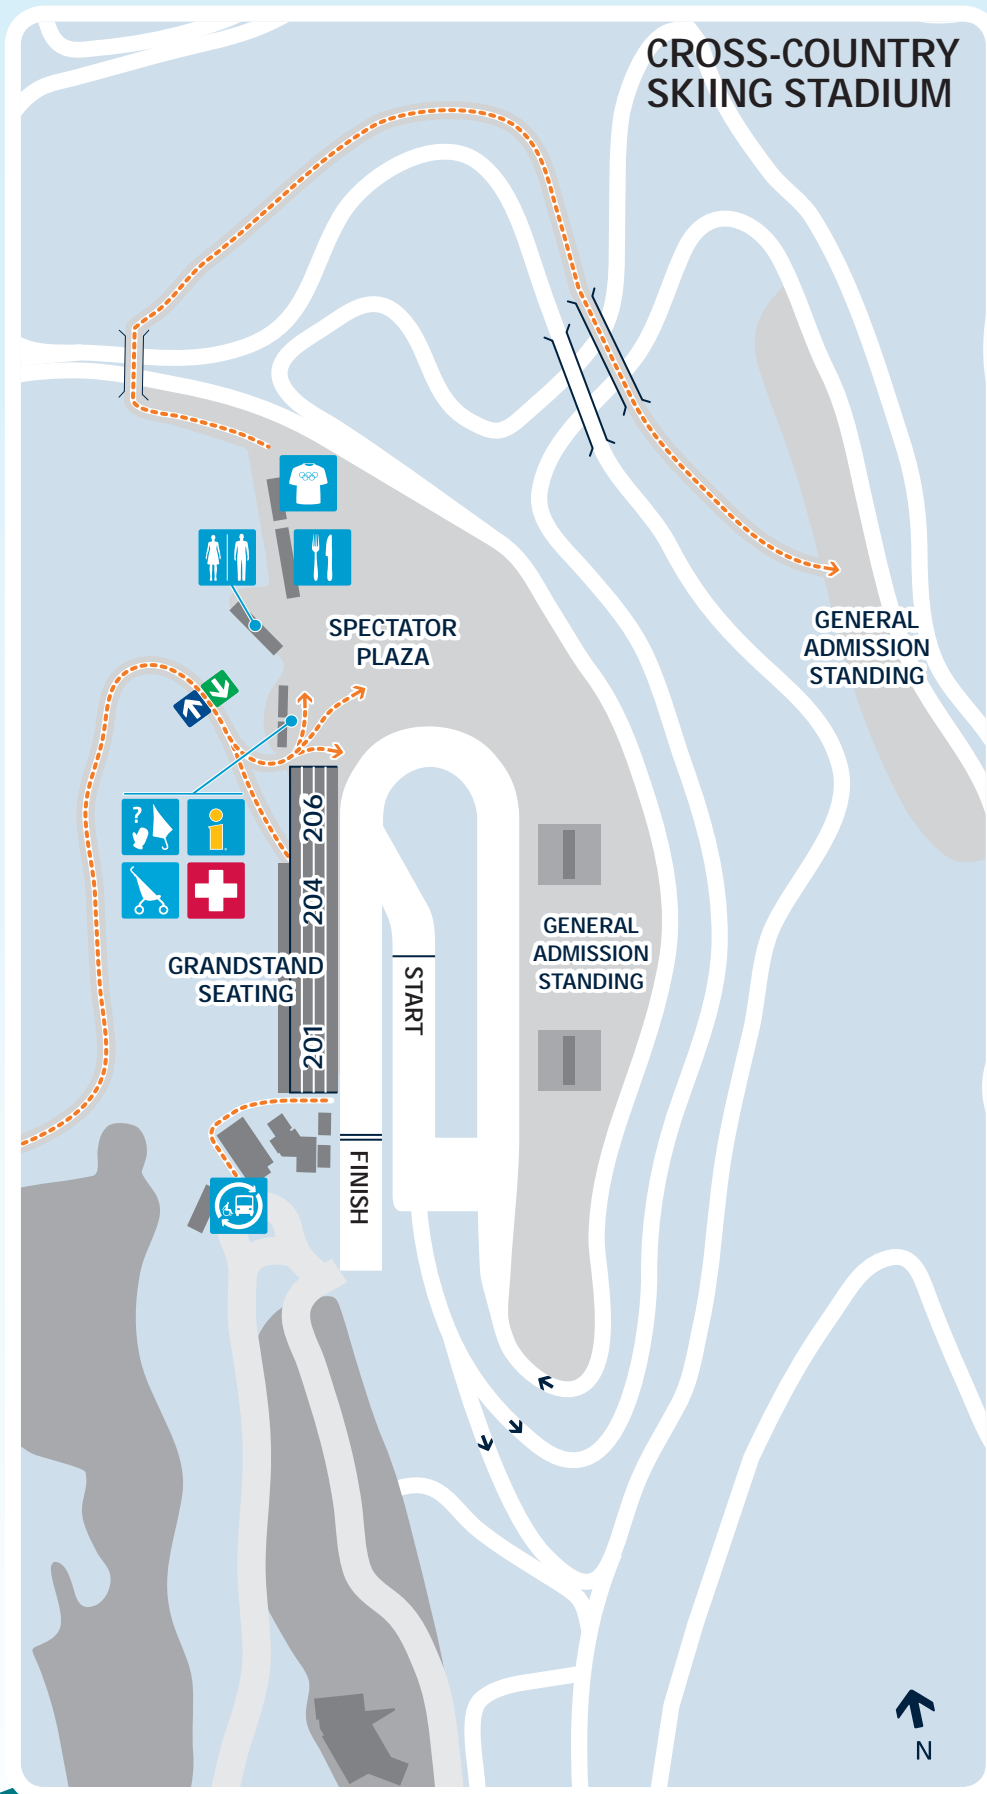 CROSS-COUNTRY
SKIING STADIUM
SPECTATOR
PLAZA
GENERAL
ADMISSION
STANDING
?
i
206
204
201
GRANDSTAND
SEATING
START
GENERAL
ADMISSION
STANDING
FINISH
N